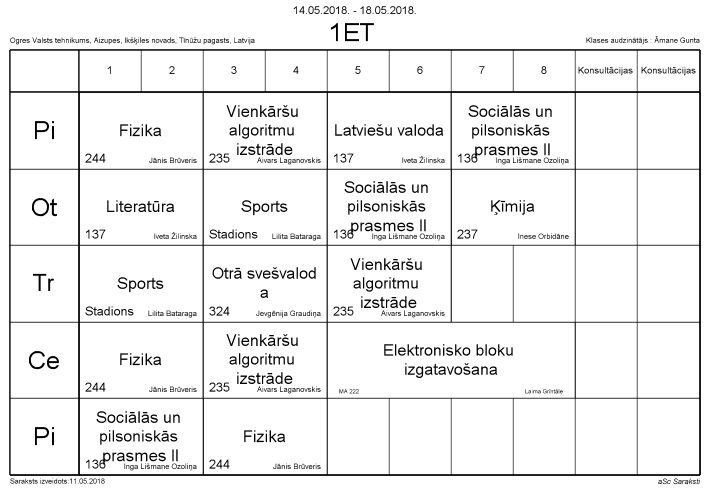 14.05.2018. - 18.05.2018.
1ET
Ogres Valsts tehnikums, Aizupes, Ikšķiles novads, Tīnūžu pagasts, Latvija
Klases audzinātājs : Āmane Gunta
1 2 3 4 5 6 7 8 Konsultācijas Konsultācijas
Pi
Fizika
244 Jānis Brūveris
Vienkāršu
algoritmu
izstrāde
235 Aivars Laganovskis
Latviešu valoda
137 Iveta Žilinska
Sociālās un
pilsoniskās
prasmes II
136 Inga Lišmane Ozoliņa
Ot
Literatūra
137 Iveta Žilinska
Sports
Stadions Lilita Bataraga
Sociālās un
pilsoniskās
prasmes II
136 Inga Lišmane Ozoliņa
Ķīmija
237 Inese Orbidāne
Tr
Sports
Stadions Lilita Bataraga
Otrā svešvalod
a
324 Jevgēnija Graudiņa
Vienkāršu
algoritmu
izstrāde
235 Aivars Laganovskis
Ce
Fizika
244 Jānis Brūveris
Vienkāršu
algoritmu
izstrāde
235 Aivars Laganovskis
Elektronisko bloku
izgatavošana
MA 222 Laima Grīntāle
Pi
Sociālās un
pilsoniskās
prasmes II
136 Inga Lišmane Ozoliņa
Fizika
244 Jānis Brūveris
Saraksts izveidots:11.05.2018
aSc Saraksti